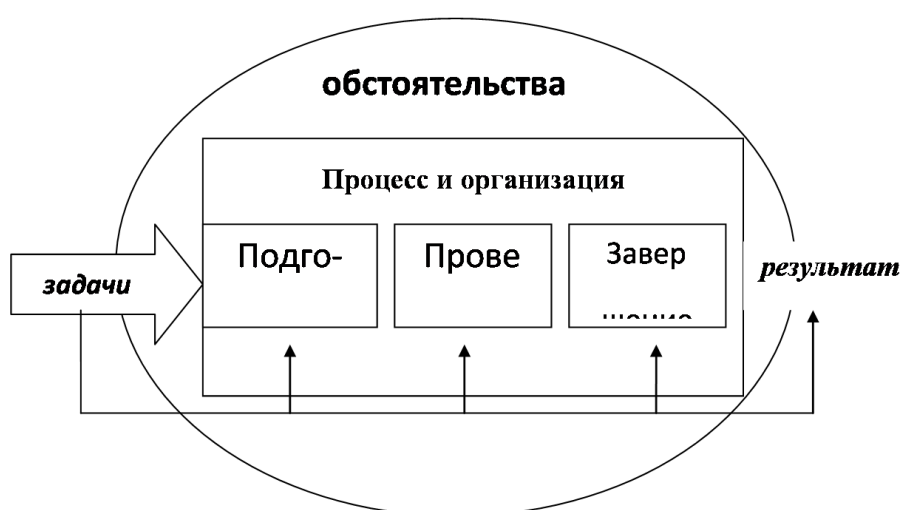 обстоятельства
Процесс и организация
Подго-
Прове
Завер
задачи
результат